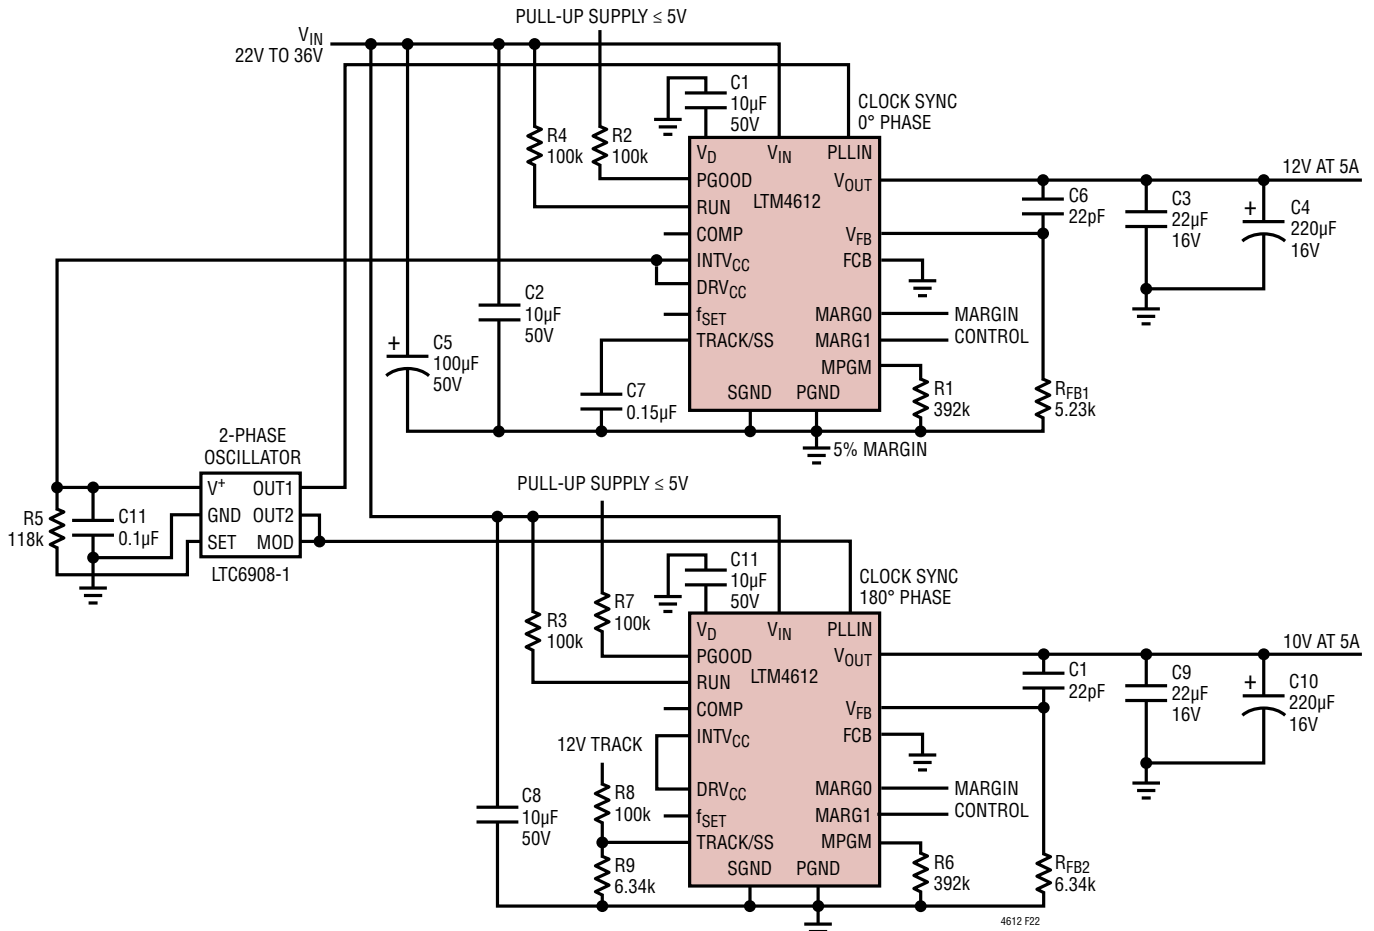 PULL-UP SUPPLY ≤ 5V
VIN
22V TO 36V
C1
10µF
50V
CLOCK SYNC
0° PHASE
R4
100k
R2
100k
VD
VIN
PLLIN
PGOOD
VOUT
LTM4612
RUN
COMP
VFB
INTVCC
FCB
DRVCC
fSET
MARG0
TRACK/SS
MARG1
MPGM
SGND
PGND
MARGIN
CONTROL
12V AT 5A
C6
22pF
C3
22µF
16V
+
C4
220µF
16V
C2
10µF
50V
+
C5
100µF
50V
C7
0.15µF
R1
392k
RFB1
5.23k
5% MARGIN
2-PHASE
OSCILLATOR
V+
OUT1
GND
OUT2
SET
MOD
LTC6908-1
R5
118k
C11
0.1µF
PULL-UP SUPPLY ≤ 5V
C11
10µF
50V
CLOCK SYNC
180° PHASE
R3
100k
R7
100k
VD
VIN
PLLIN
PGOOD
VOUT
LTM4612
RUN
COMP
VFB
INTVCC
FCB
DRVCC
MARG0
fSET
MARG1
TRACK/SS
MPGM
SGND
PGND
MARGIN
CONTROL
10V AT 5A
C1
22pF
C9
22µF
16V
+
C10
220µF
16V
12V TRACK
C8
10µF
50V
R8
100k
R9
6.34k
R6
392k
RFB2
6.34k
4612 F22